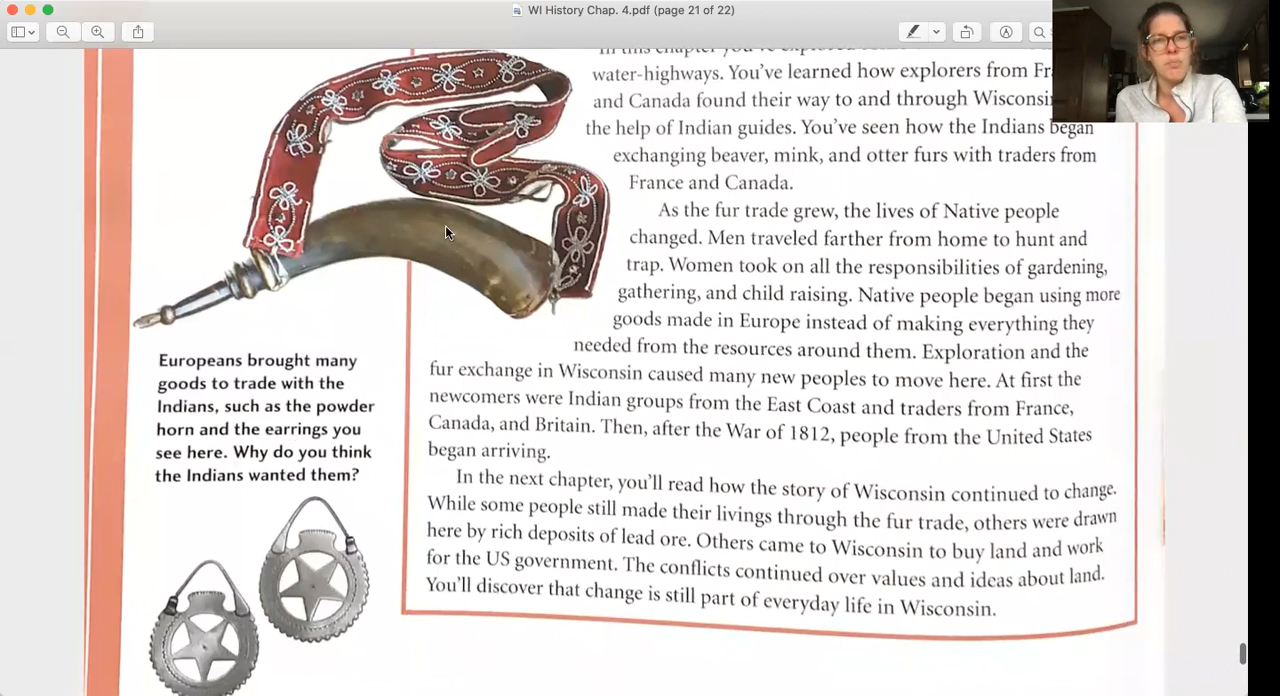 WI History Chap. 4.pdf (page 21 of 22)
water-highways. You've learned how explorers from
and Canada found their way to and through
the help of Indian guides. You've seen how the Indians began
exchanging beaver, mink, and otter furs with traders from
France and Canada.
As the fur trade grew, the lives of Native people
changed. Men traveled farther from home to hunt and
trap. Women took on all the responsibilities of gardening,
gathering, and child raising. Native people began using more
goods made in Europe instead of making everything they
needed from the resources around them. Exploration and the
fur exchange in Wisconsin caused many new peoples to move here. At first the
newcomers were Indian groups from the East Coast and traders from France,
Canada, and Britain. Then, after the War of 1812, people from the United States
began arriving.
In the next chapter, you'll read how the story of Wisconsin continued to change.
While some people still made their livings through the fur trade, others were drawn
here by rich deposits of lead ore. Others came to Wisconsin to buy land and work
for the US government. The conflicts continued over values and ideas about land.
You'll discover that change is still part of everyday life in Wisconsin.
Europeans brought many
goods to trade with the
Indians, such as the powder
horn and the earrings you
see here. Why do you think
the Indians wanted them?